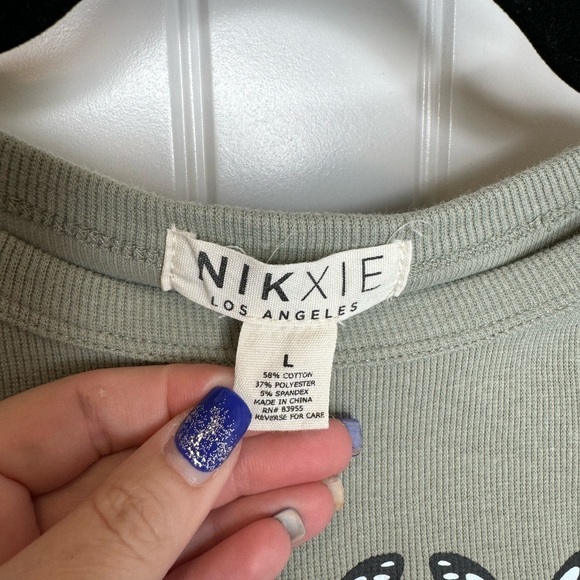 NIKXIE
LOS ANGELES
L
58% COTTON
37% POLYESTER
5% SPANDEX
MADE IN CHINA
RN# 83955
REVERSE FOR CARE